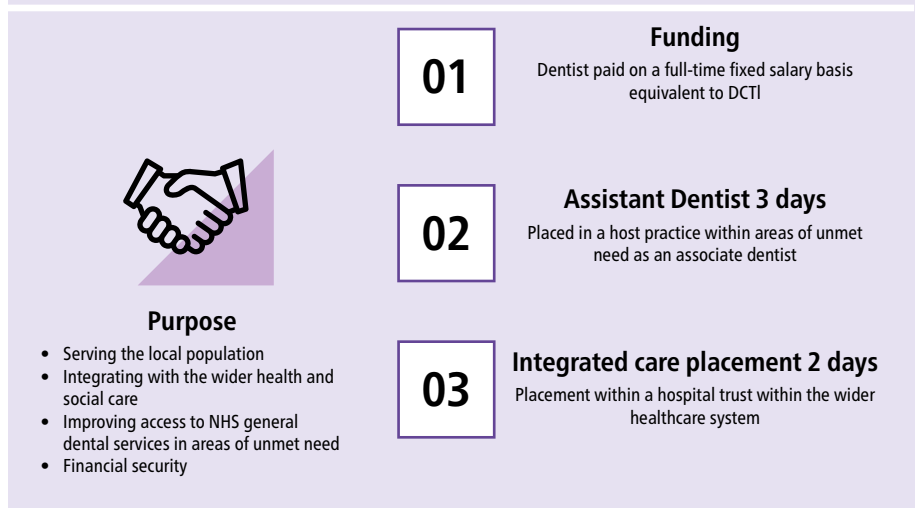 Purpose
• Serving the local population
• Integrating with the wider health and
social care
• Improving access to NHS general
dental services in areas of unmet need
• Financial security
01
Funding
Dentist paid on a full-time fixed salary basis
equivalent to DCTl
02
Assistant Dentist 3 days
Placed in a host practice within areas of unmet
need as an associate dentist
03
Integrated care placement 2 days
Placement within a hospital trust within the wider
healthcare system